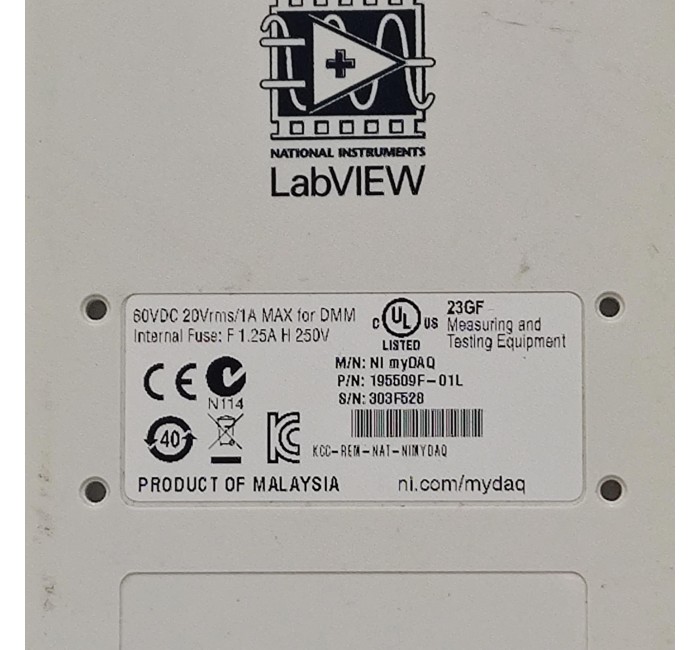 NATIONAL INSTRUMENTS
LabVIEW
60VDC 20Vrms/1A MAX for DMM
Internal Fuse: F 1.25A H 250V
C UL US
LISTED
23GF
Measuring and
Testing Equipment
M/N: NI myDAQ
P/N: 195509F-01L
S/N: 303F528
CE
N114
40
KCC-REM-NAT-NIMYDAQ
PRODUCT OF MALAYSIA
ni.com/mydaq